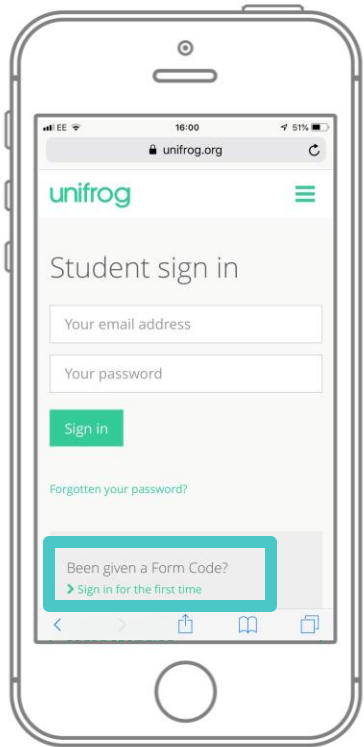 EE 16:00 51%
unifrog.org
unifrog
Student sign in
Your email address
Your password
Sign in
Forgotten your password?
Been given a Form Code?
Sign in for the first time